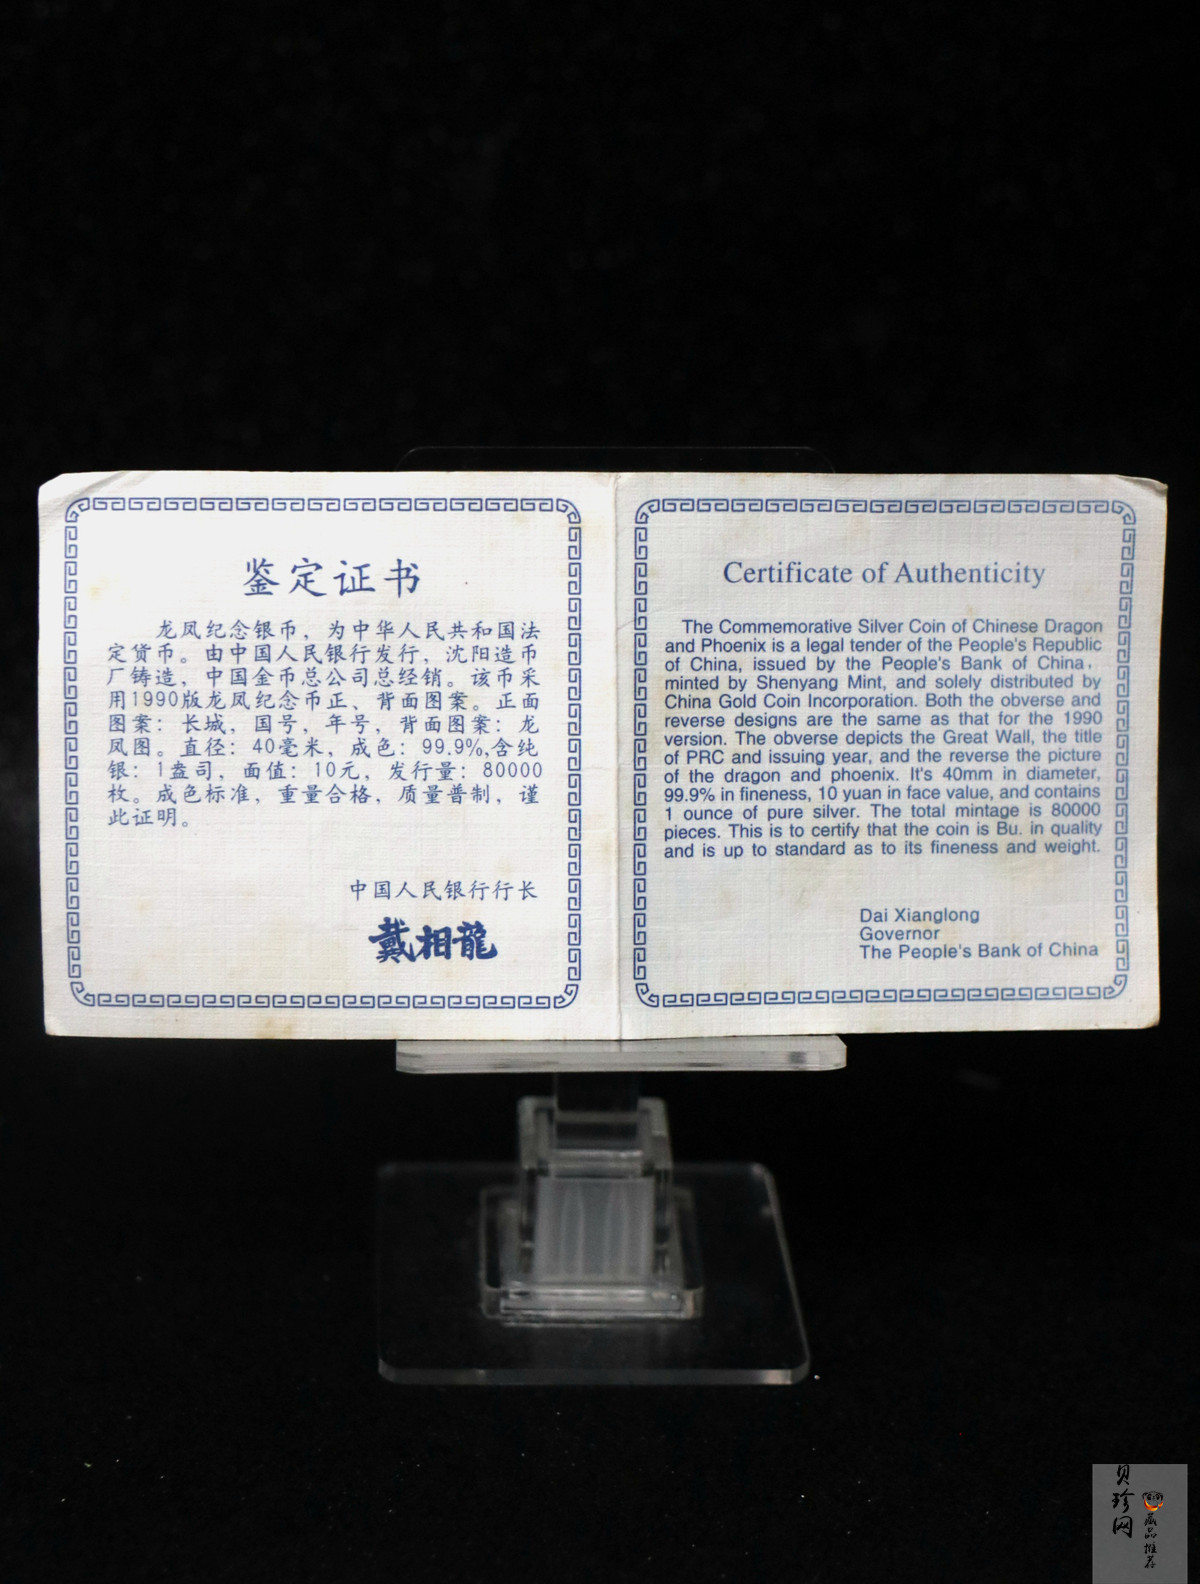 鉴定证书
龙凤纪念银币，为中华人民共和国法
定货币。由中国人民银行发行，沈阳造币
厂铸造，中国金币总公司总经销。该币采
用1990版龙凤纪念币正、背面图案。正面
图案：长城，国号，年号，背面图案：龙
凤图。直径：40毫米，成色：99.9%,含纯
银：1盎司，面值：10元，发行量：80000
枚。成色标准，重量合格，质量普制，谨
此证明。
中国人民银行行长
戴相龍
Certificate of Authenticity
The Commemorative Silver Coin of Chinese Dragon
and Phoenix is a legal tender of the People's Republic
of China, issued by the People's Bank of China,
minted by Shenyang Mint, and solely distributed by
China Gold Coin Incorporation. Both the obverse and
reverse designs are the same as that for the 1990
version. The obverse depicts the Great Wall, the title
of PRC and issuing year, and the reverse the picture
of the dragon and phoenix. It's 40mm in diameter,
99.9% in fineness, 10 yuan in face value, and contains
1 ounce of pure silver. The total mintage is 80000
pieces. This is to certify that the coin is Bu. in quality
and is up to standard as to its fineness and weight.
Dai Xianglong
Governor
The People's Bank of China
贝珍网
藏品推荐